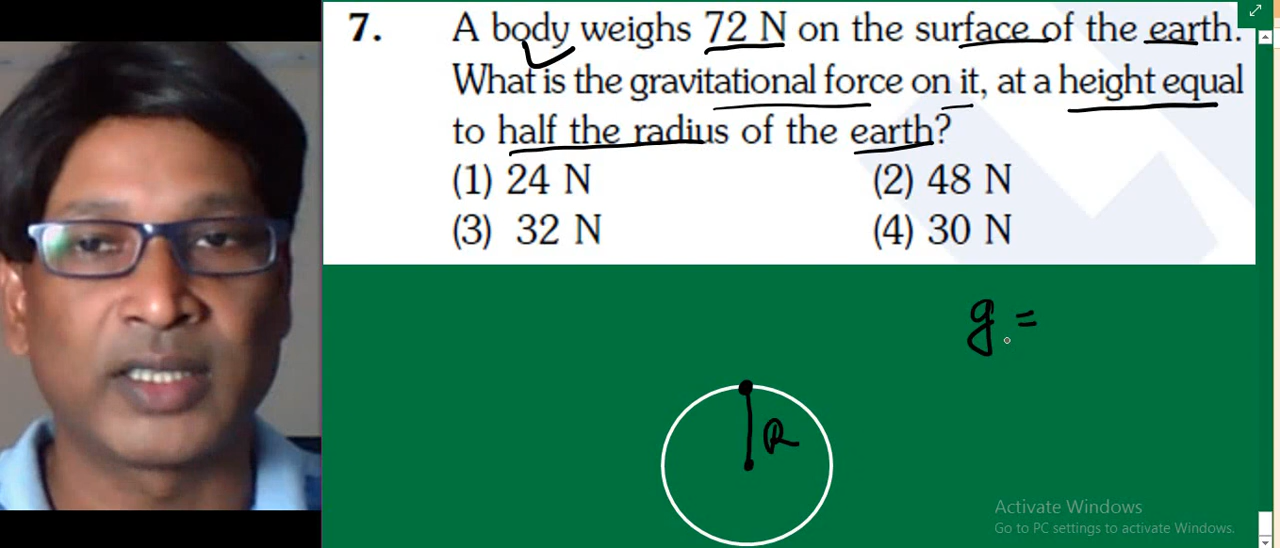 7. A body weighs 72 N on the surface of the earth.
What is the gravitational force on it, at a height equal
to half the radius of the earth?
(1) 24 N (2) 48 N
(3) 32 N (4) 30 N
g =
R
Activate Windows
Go to PC settings to activate Windows.